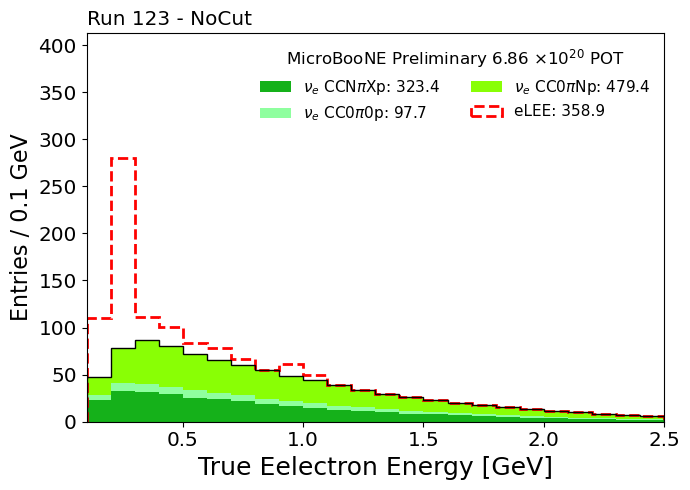 Run 123 - NoCut
MicroBooNE Preliminary 6.86 ×10²⁰ POT
νₑ CCNπXp: 323.4
νₑ CC0πNp: 479.4
νₑ CC0π0p: 97.7
eLEE: 358.9
Entries / 0.1 GeV
400
350
300
250
200
150
100
50
0
0.5 1.0 1.5 2.0 2.5
True Eelectron Energy [GeV]